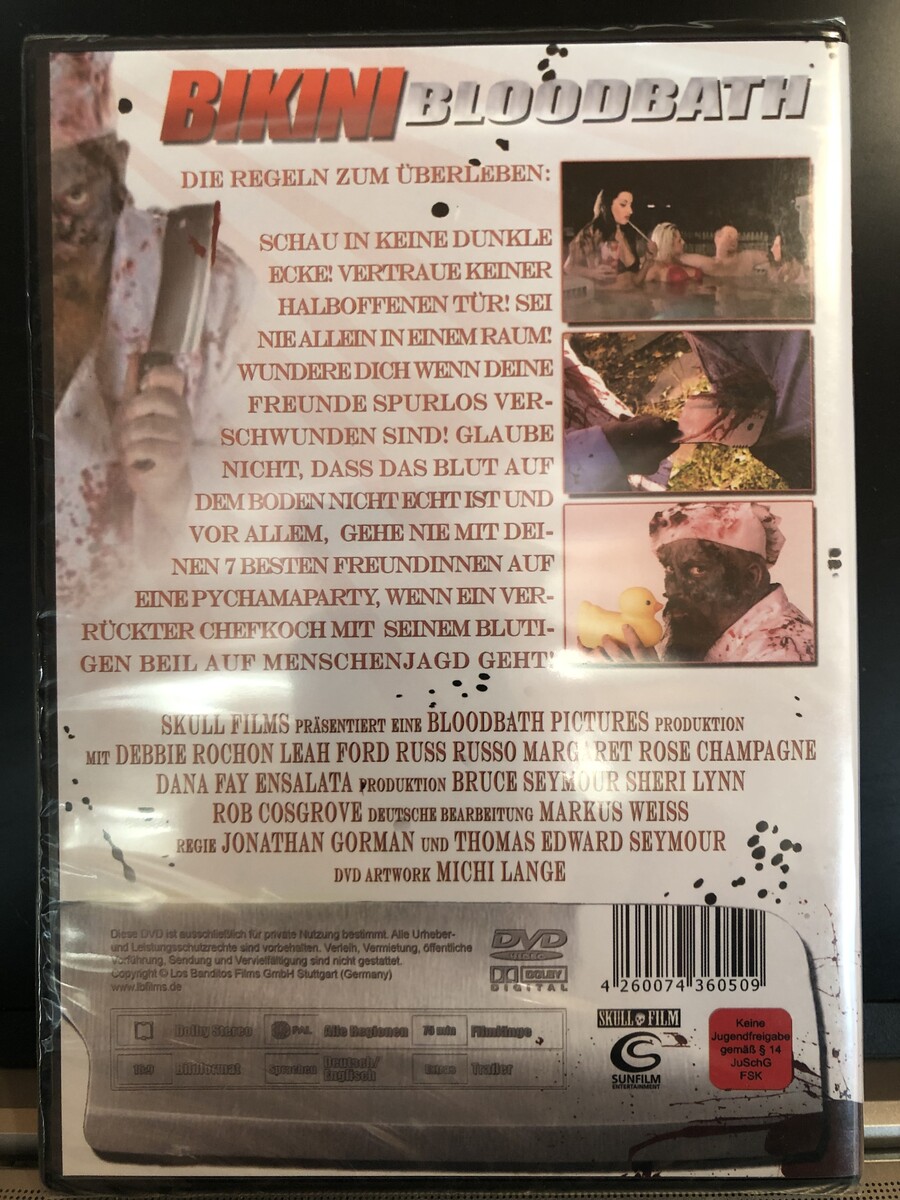 BIKINI BLOODBATH
DIE REGELN ZUM ÜBERLEBEN:
SCHAU IN KEINE DUNKLE
ECKE! VERTRAUE KEINER
HALBOFFENEN TÜR! SEI
NIE ALLEIN IN EINEM RAUM!
WUNDERE DICH WENN DEINE
FREUNDE SPURLOS VER-
SCHWUNDEN SIND! GLAUBE
NICHT, DASS DAS BLUT AUF
DEM BODEN NICHT ECHT IST UND
VOR ALLEM, GEHE NIE MIT DEI-
NEN 7 BESTEN FREUNDINNEN AUF
EINE PYCHAMAPARTY, WENN EIN VER-
RÜCKTER CHEFKOCH MIT SEINEM BLUTI-
GEN BEIL AUF MENSCHENJAGD GEHT!
SKULL FILMS PRÄSENTIERT EINE BLOODBATH PICTURES PRODUKTION
MIT DEBBIE ROCHON LEAH FORD RUSS RUSSO MARGARET ROSE CHAMPAGNE
DANA FAY ENSALATA PRODUKTION BRUCE SEYMOUR SHERI LYNN
ROB COSGROVE DEUTSCHE BEARBEITUNG MARKUS WEISS
REGIE JONATHAN GORMAN UND THOMAS EDWARD SEYMOUR
DVD ARTWORK MICHI LANGE
Diese DVD ist ausschließlich für private Nutzung bestimmt. Alle Urheber-
und Leistungsschutzrechte sind vorbehalten. Verleih, Vermietung, öffentliche
Vorführung, Sendung und Vervielfältigung sind nicht gestattet.
Copyright © Los Banditos Films GmbH Stuttgart (Germany)
www.lbfilms.de
DVD
VIDEO
DOLBY
DIGITAL
4 260074 360509
Dolby Stereo PAL Alle Regionen 75 min Filmlänge
16:9 Bildformat Sprachen Deutsch/
Englisch Extras Trailer
SKULL FILM
SUNFILM
ENTERTAINMENT
Keine
Jugendfreigabe
gemäß § 14
JuSchG
FSK